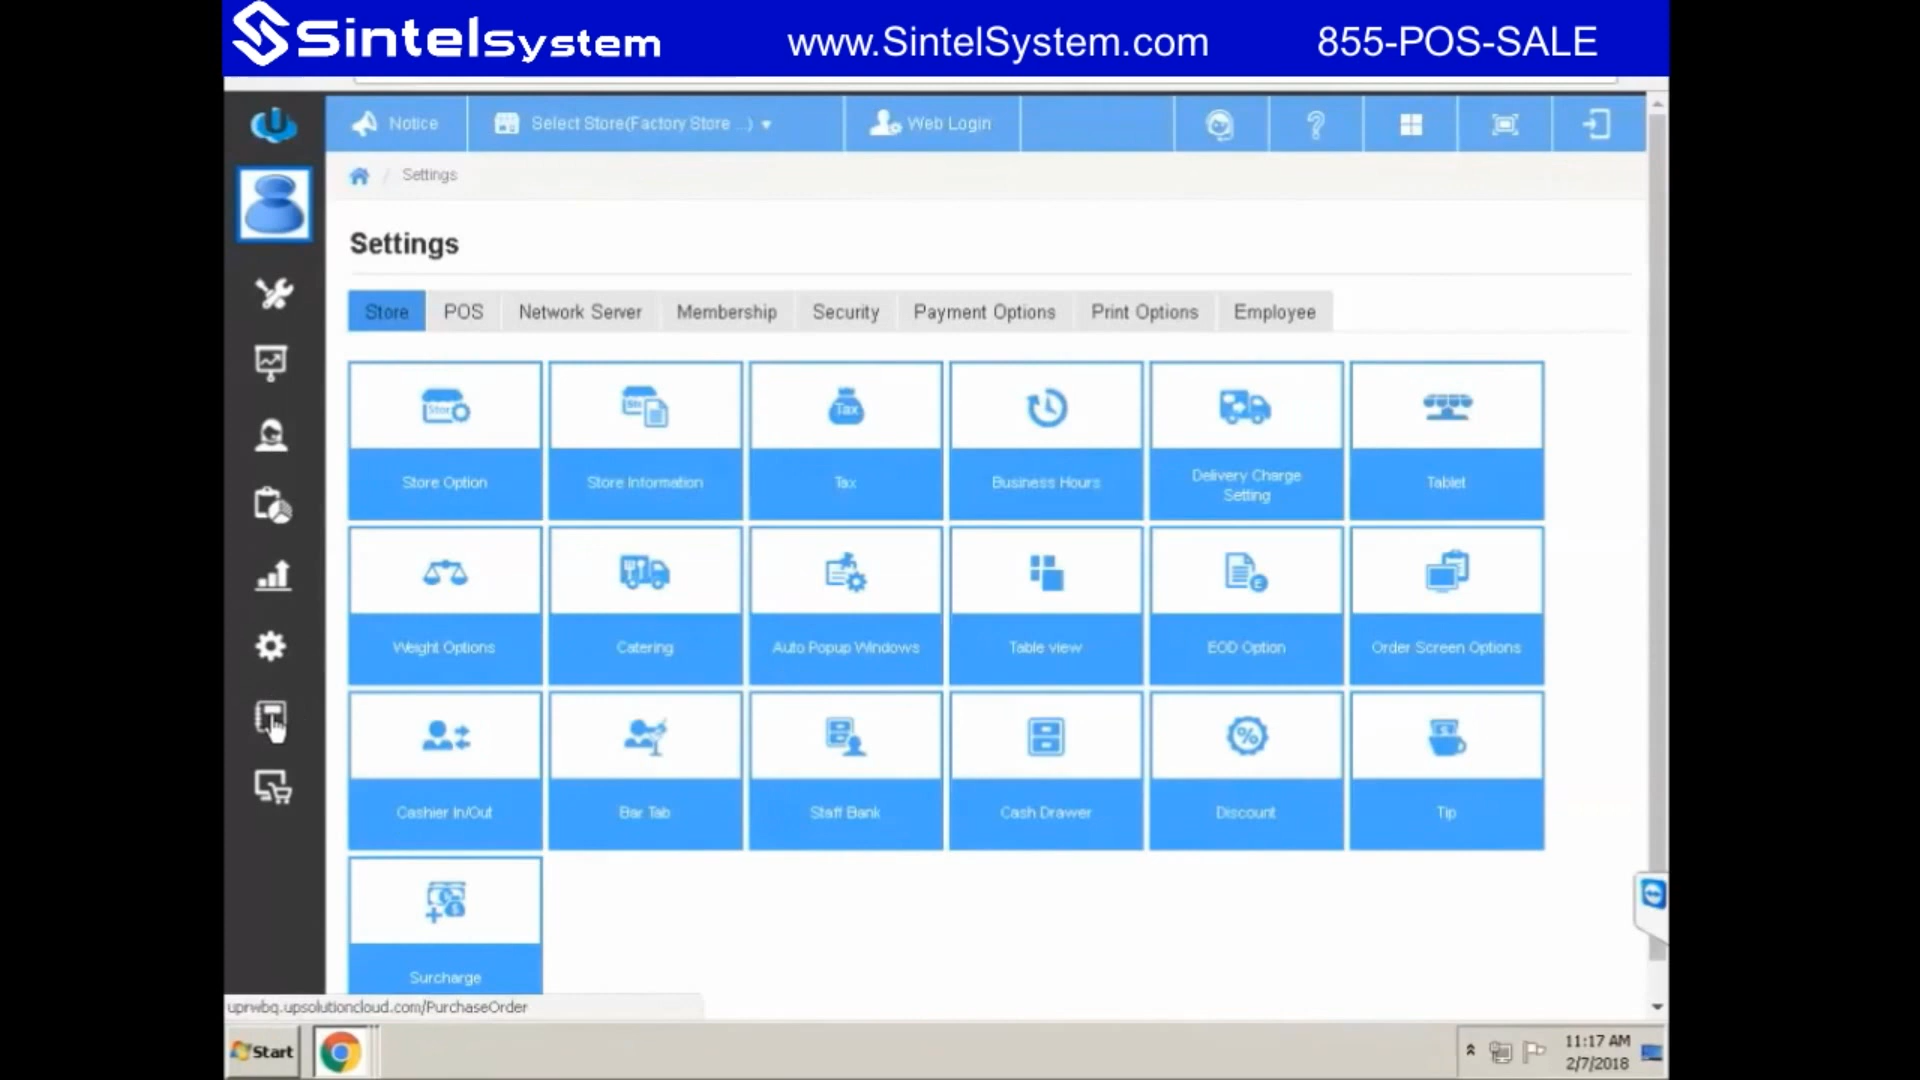 Sintelsystem
www.SintelSystem.com
855-POS-SALE
Notice
Select Store(Factory Store ...)
Web Login
?
/ Settings
Settings
Store
POS
Network Server
Membership
Security
Payment Options
Print Options
Employee
Store Option
Store Information
Tax
Tax
Business Hours
Delivery Charge
Setting
Tablet
Weight Options
Catering
Auto Popup Windows
Table view
EOD Option
Order Screen Options
Cashier In/Out
Bar Tab
Staff Bank
Cash Drawer
Discount
Tip
Surcharge
uprwbq.upsolutioncloud.com/PurchaseOrder
Start
11:17 AM
2/7/2018